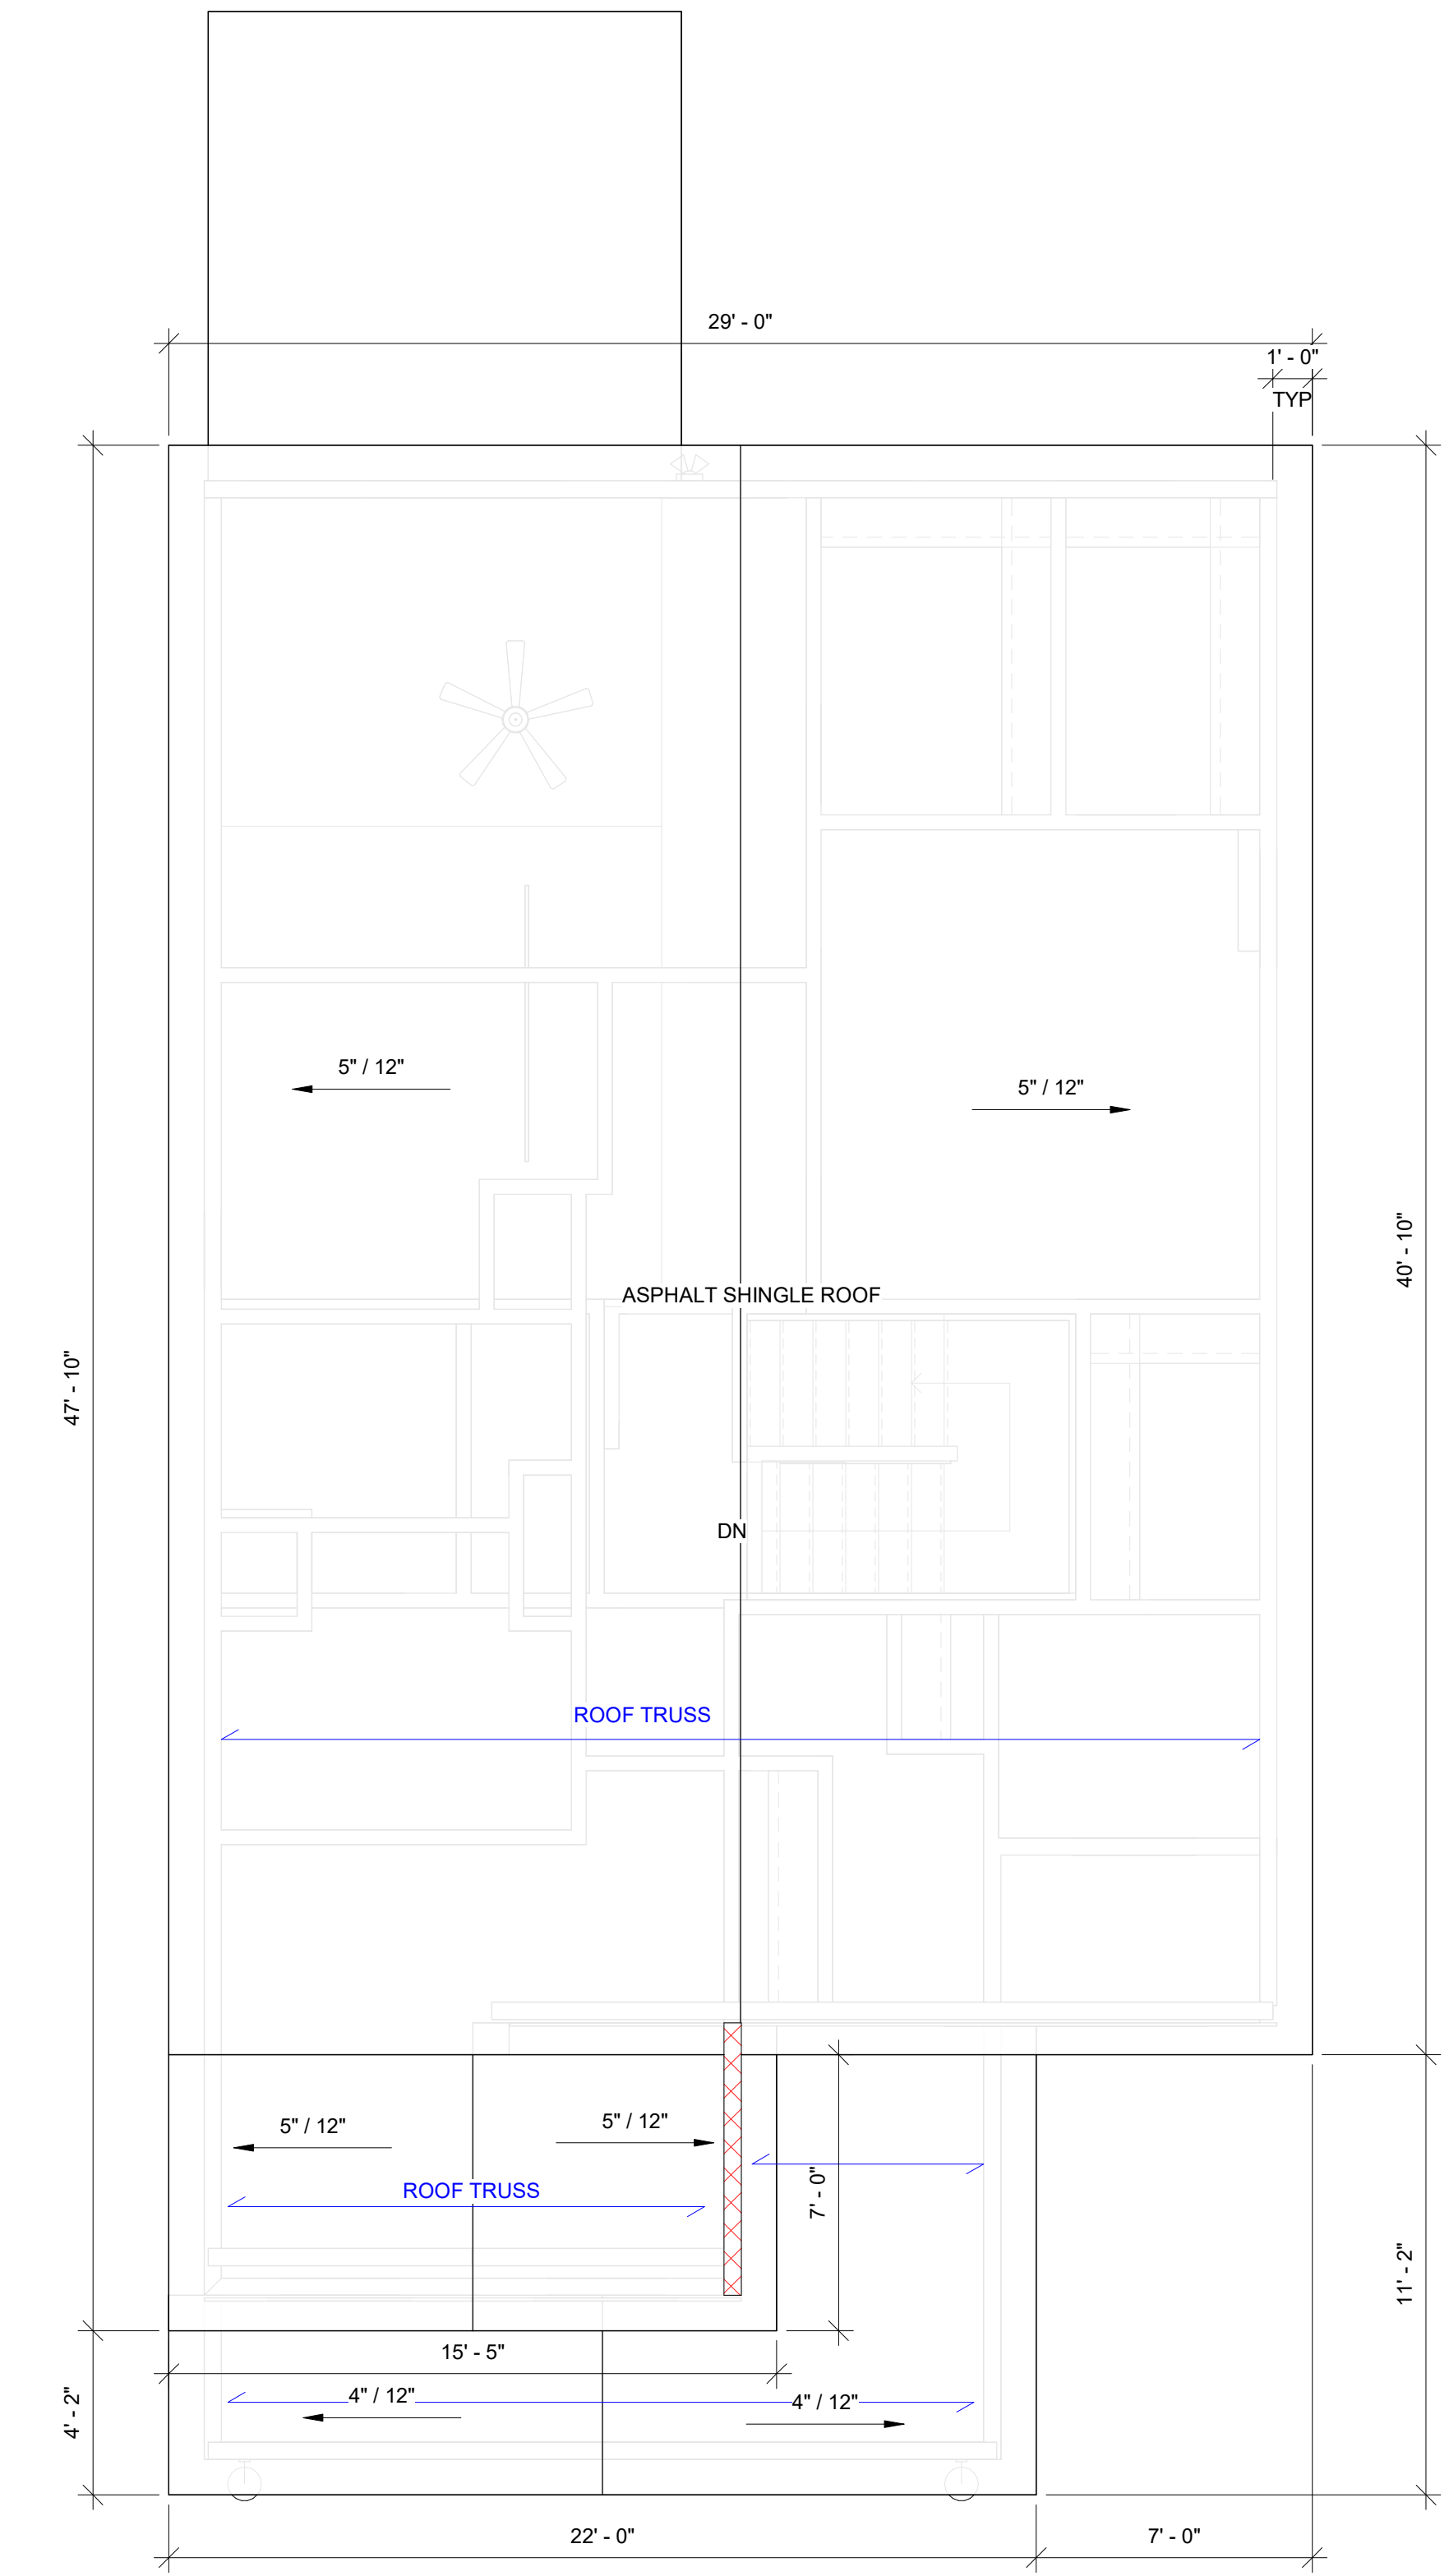 29' - 0"
1' - 0"
TYP
5" / 12"
5" / 12"
40' - 10"
ASPHALT SHINGLE ROOF
47' - 10"
DN
ROOF TRUSS
5" / 12"
5" / 12"
7' - 0"
ROOF TRUSS
11' - 2"
15' - 5"
4' - 2"
4" / 12"
4" / 12"
22' - 0"
7' - 0"